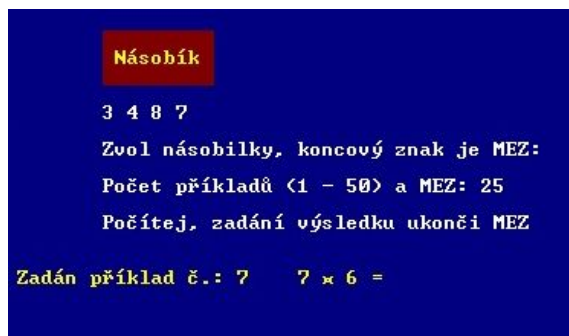 Násobík
3 4 8 7
Zvol násobilky, koncový znak je MEZ:
Počet příkladů (1 - 50) a MEZ: 25
Počítej, zadání výsledku ukonči MEZ
Zadán příklad č.: 7 7 x 6 =